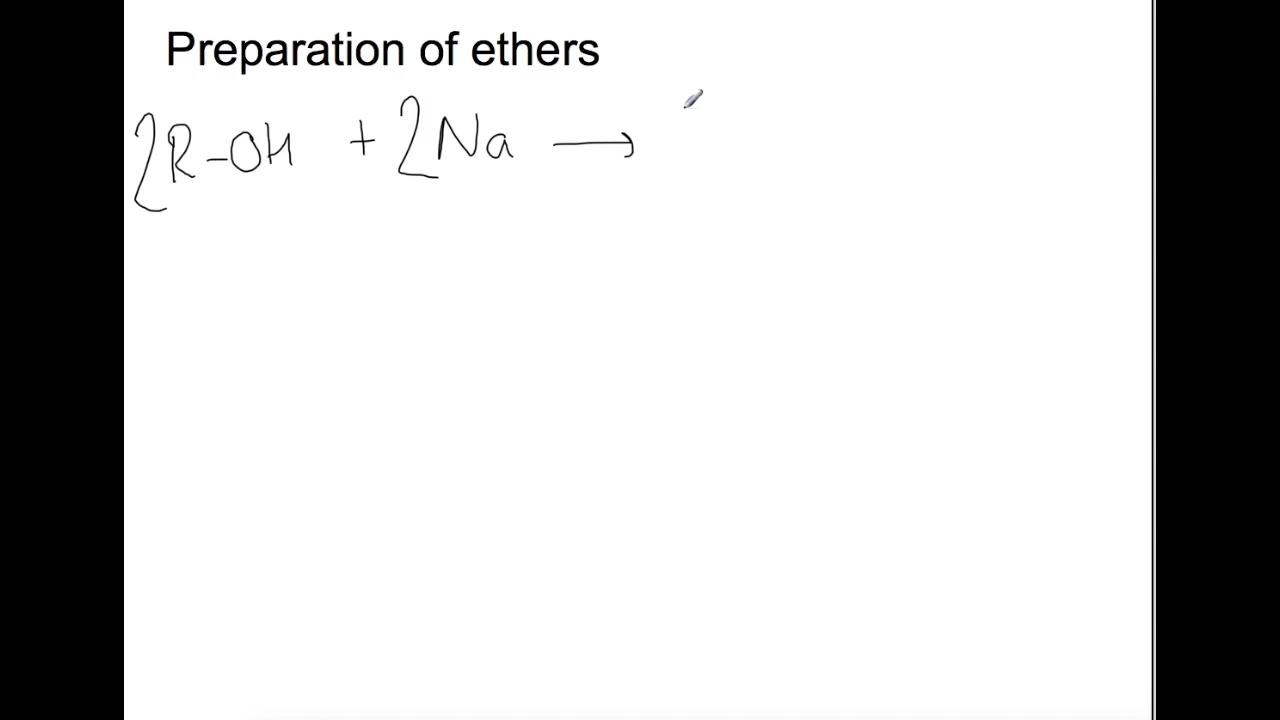 Preparation of ethers
2R-OH + 2Na →